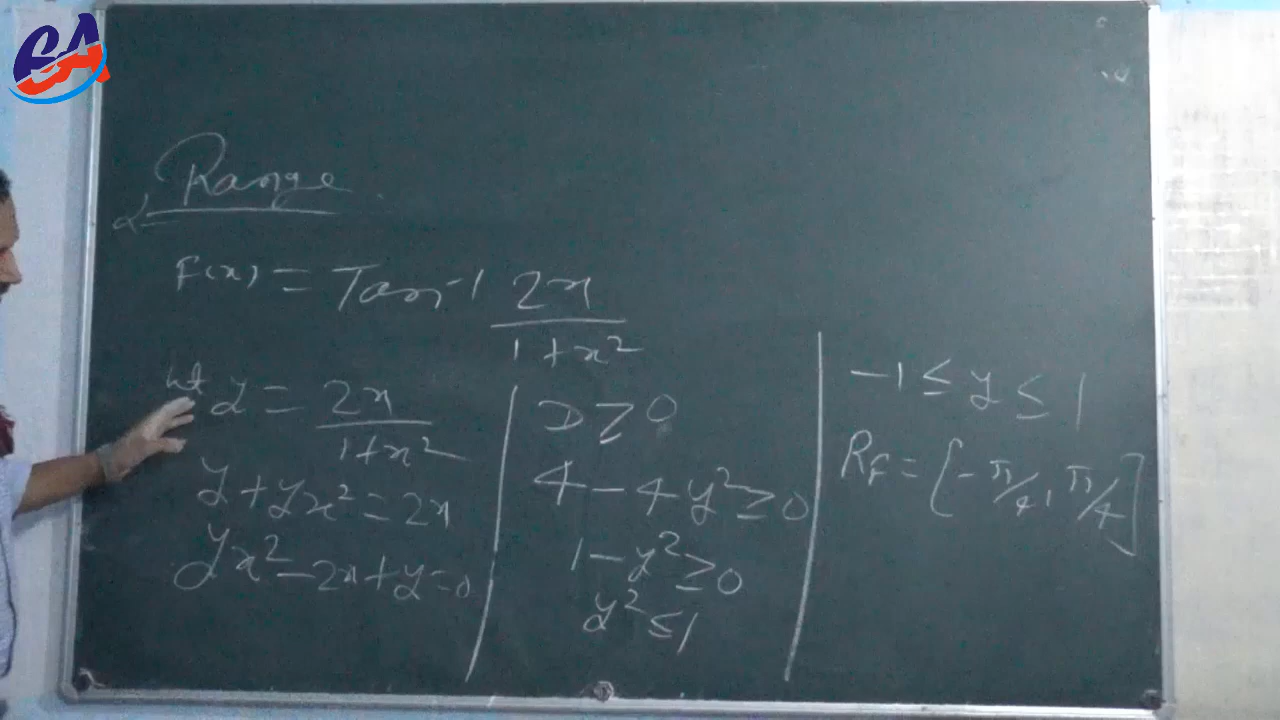 EA
Range
F(x) = Tan⁻¹ 2x / 1+x²
let y = 2x / 1+x²
y + yx² = 2x
yx² - 2x + y = 0
D ≥ 0
4 - 4y² ≥ 0
1 - y² ≥ 0
y² ≤ 1
-1 ≤ y ≤ 1
R_F = [-π/4, π/4]